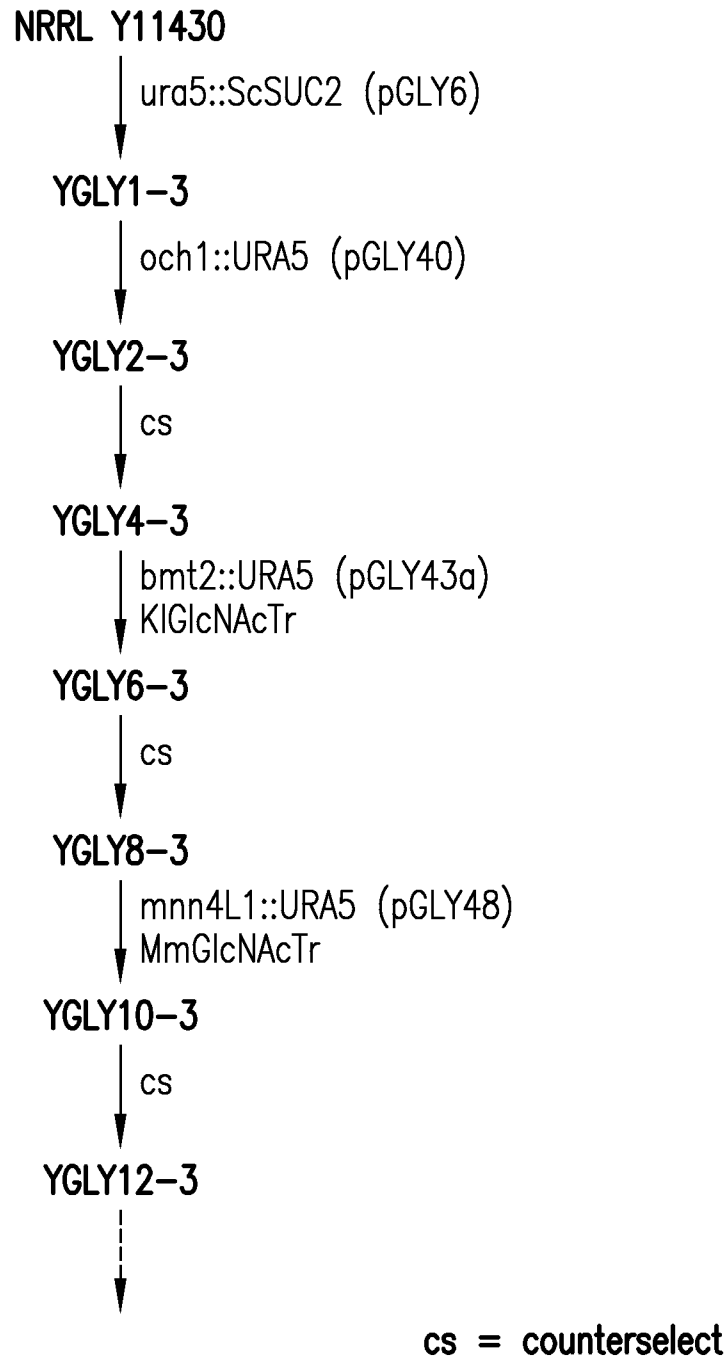 NRRL Y11430
ura5::ScSUC2 (pGLY6)
YGLY1-3
och1::URA5 (pGLY40)
YGLY2-3
cs
YGLY4-3
bmt2::URA5 (pGLY43a)
KlGlcNAcTr
YGLY6-3
cs
YGLY8-3
mnn4L1::URA5 (pGLY48)
MmGlcNAcTr
YGLY10-3
cs
YGLY12-3
cs = counterselect